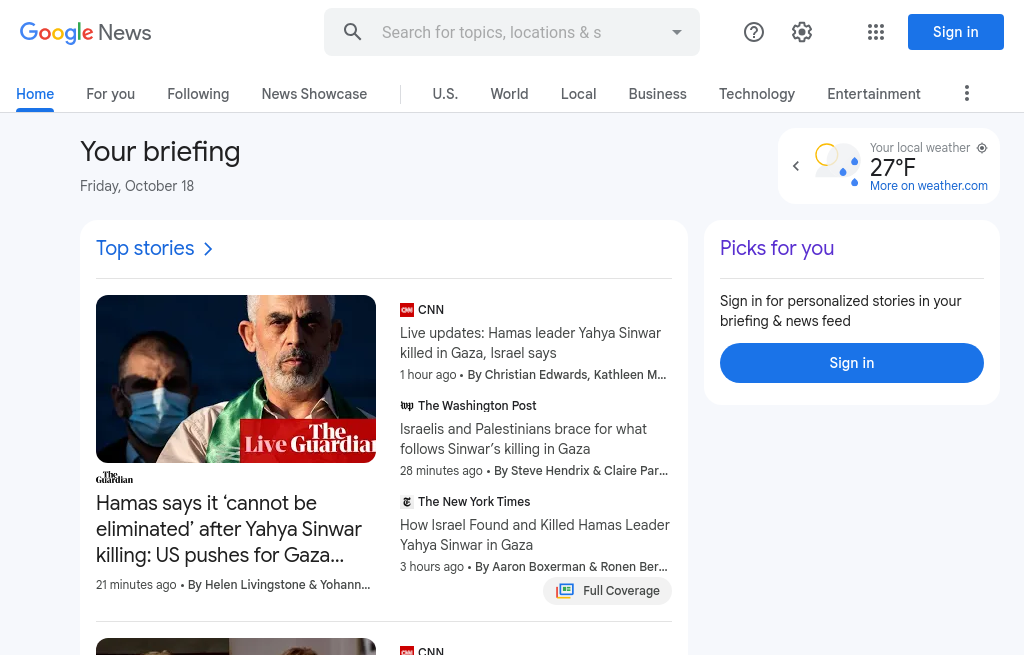 Google News
Search for topics, locations & s
Sign in
Home
For you
Following
News Showcase
U.S.
World
Local
Business
Technology
Entertainment
Your briefing
Friday, October 18
Your local weather
27°F
More on weather.com
Top stories
Live The Guardian
The Guardian
Hamas says it ‘cannot be
eliminated’ after Yahya Sinwar
killing: US pushes for Gaza...
21 minutes ago • By Helen Livingstone & Yohann...
CNN
Live updates: Hamas leader Yahya Sinwar
killed in Gaza, Israel says
1 hour ago • By Christian Edwards, Kathleen M...
wp The Washington Post
Israelis and Palestinians brace for what
follows Sinwar’s killing in Gaza
28 minutes ago • By Steve Hendrix & Claire Par...
The New York Times
How Israel Found and Killed Hamas Leader
Yahya Sinwar in Gaza
3 hours ago • By Aaron Boxerman & Ronen Ber...
Full Coverage
CNN
Picks for you
Sign in for personalized stories in your
briefing & news feed
Sign in